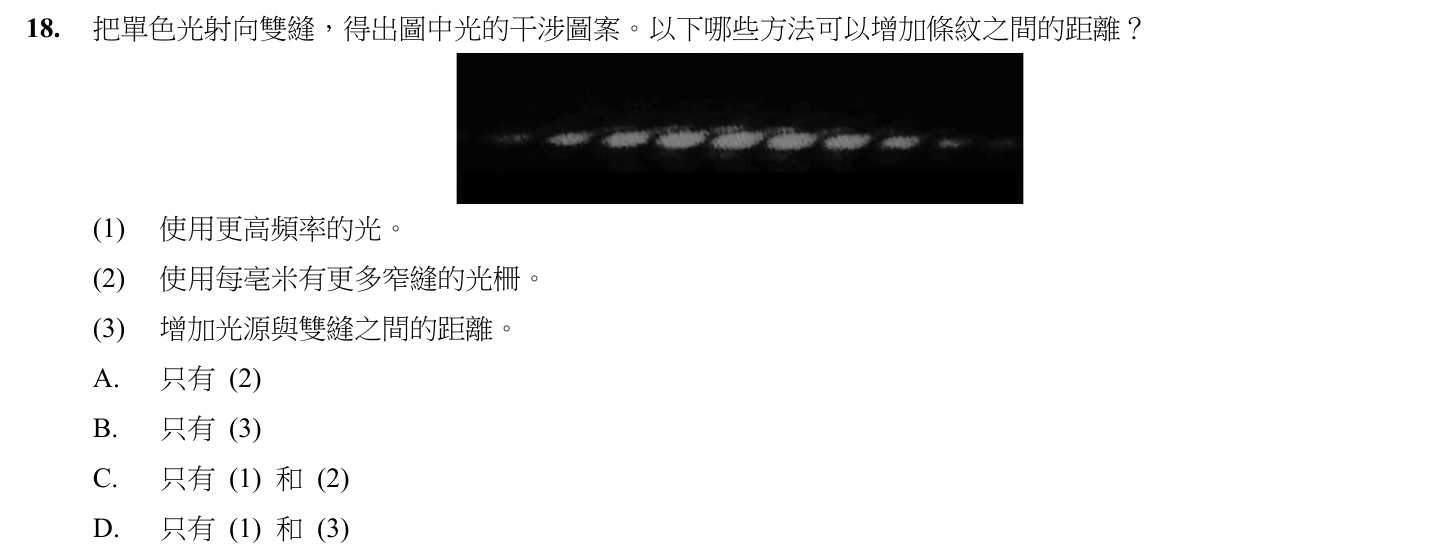 18. 把單色光射向雙縫，得出圖中光的干涉圖案。以下哪些方法可以增加條紋之間的距離？
(1) 使用更高頻率的光。
(2) 使用每毫米有更多窄縫的光柵。
(3) 增加光源與雙縫之間的距離。
A. 只有 (2)
B. 只有 (3)
C. 只有 (1) 和 (2)
D. 只有 (1) 和 (3)